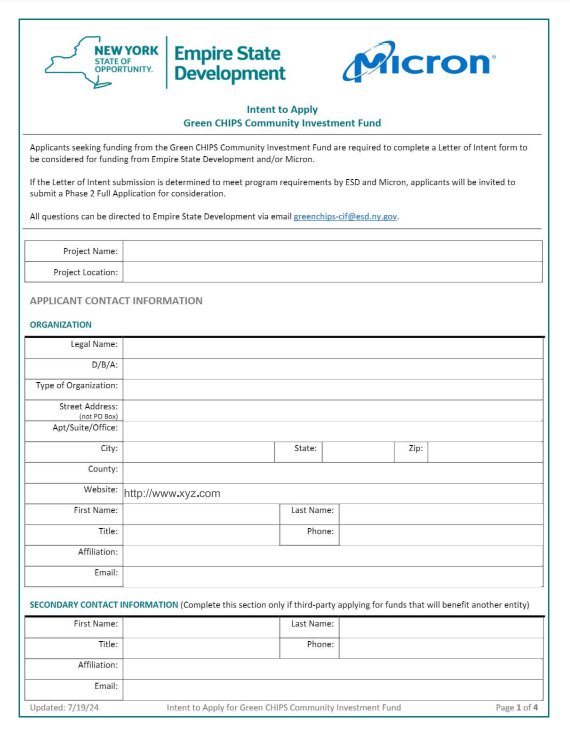 NEW YORK
STATE OF
OPPORTUNITY.
Empire State
Development
Micron
Intent to Apply
Green CHIPS Community Investment Fund
Applicants seeking funding from the Green CHIPS Community Investment Fund are required to complete a Letter of Intent form to
be considered for funding from Empire State Development and/or Micron.
If the Letter of Intent submission is determined to meet program requirements by ESD and Micron, applicants will be invited to
submit a Phase 2 Full Application for consideration.
All questions can be directed to Empire State Development via email greenchips-cif@esd.ny.gov.
Project Name:
Project Location:
APPLICANT CONTACT INFORMATION
ORGANIZATION
Legal Name:
D/B/A:
Type of Organization:
Street Address:
(not PO Box)
Apt/Suite/Office:
City: State: Zip:
County:
Website: http://www.xyz.com
First Name: Last Name:
Title: Phone:
Affiliation:
Email:
SECONDARY CONTACT INFORMATION (Complete this section only if third-party applying for funds that will benefit another entity)
First Name: Last Name:
Title: Phone:
Affiliation:
Email:
Updated: 7/19/24 Intent to Apply for Green CHIPS Community Investment Fund Page 1 of 4